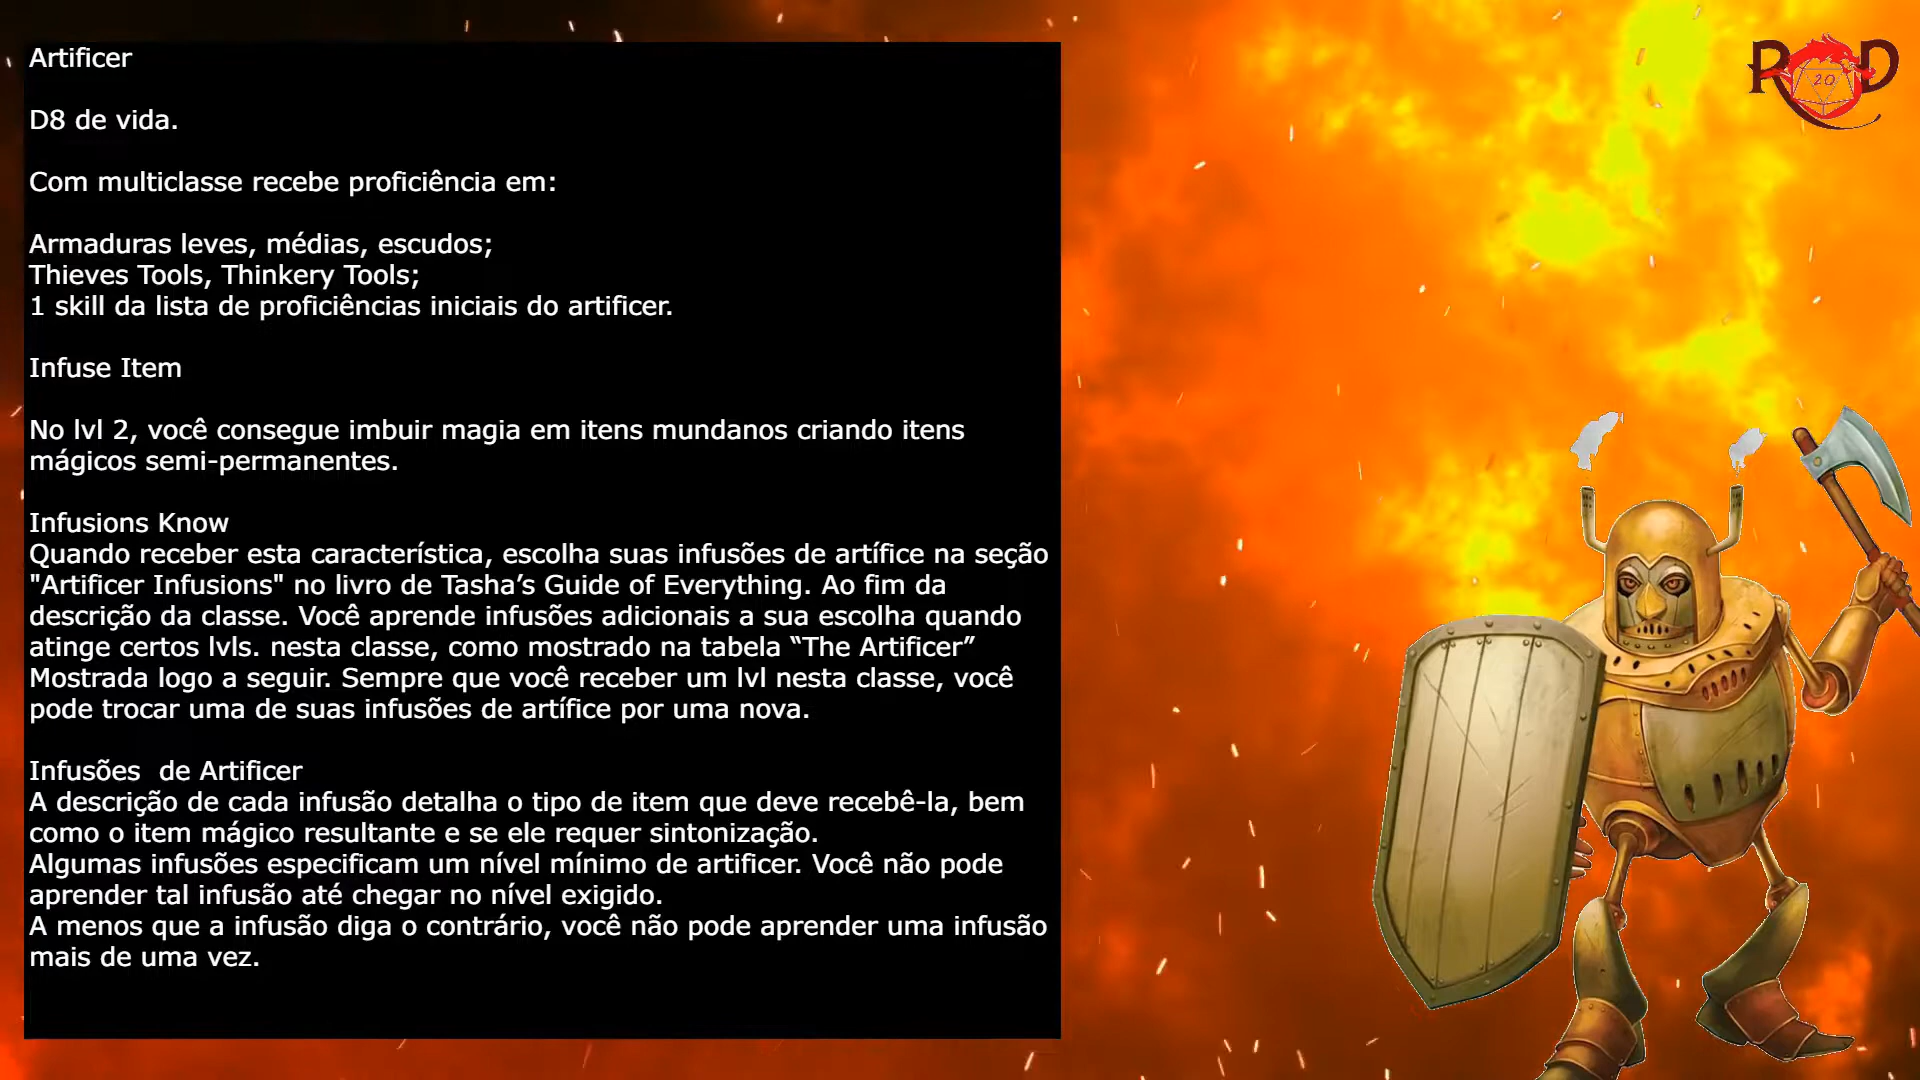 Artificer
D8 de vida.
Com multiclasse recebe proficiência em:
Armaduras leves, médias, escudos;
Thieves Tools, Thinkery Tools;
1 skill da lista de proficiências iniciais do artificer.
Infuse Item
No lvl 2, você consegue imbuir magia em itens mundanos criando itens
mágicos semi-permanentes.
Infusions Know
Quando receber esta característica, escolha suas infusões de artífice na seção
"Artificer Infusions" no livro de Tasha’s Guide of Everything. Ao fim da
descrição da classe. Você aprende infusões adicionais a sua escolha quando
atinge certos lvls. nesta classe, como mostrado na tabela “The Artificer”
Mostrada logo a seguir. Sempre que você receber um lvl nesta classe, você
pode trocar uma de suas infusões de artífice por uma nova.
Infusões  de Artificer
A descrição de cada infusão detalha o tipo de item que deve recebê-la, bem
como o item mágico resultante e se ele requer sintonização.
Algumas infusões especificam um nível mínimo de artificer. Você não pode
aprender tal infusão até chegar no nível exigido.
A menos que a infusão diga o contrário, você não pode aprender uma infusão
mais de uma vez.
R D
20